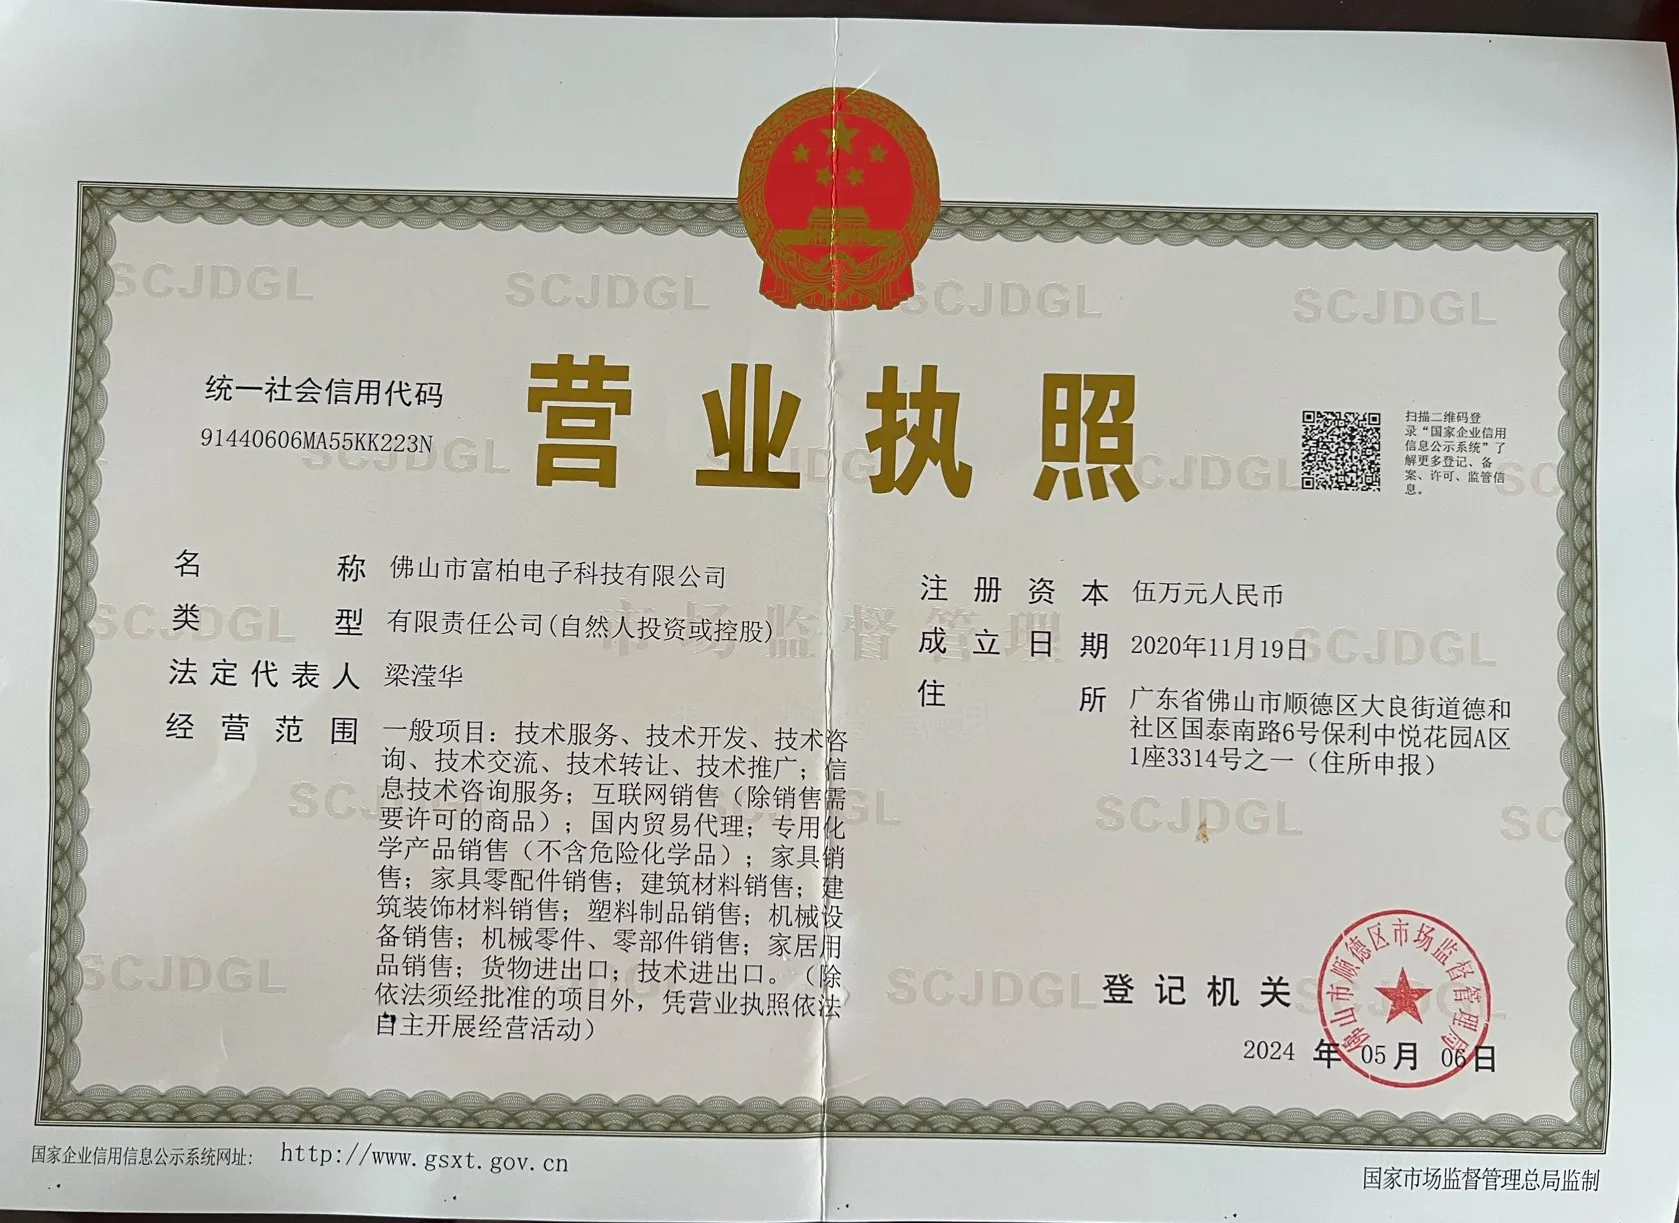 营业执照
统一社会信用代码
91440606MA55KK223N
扫描二维码登
录“国家企业信用
信息公示系统”了
解更多登记、备
案、许可、监管信
息。
名称 佛山市富柏电子科技有限公司
类型 有限责任公司(自然人投资或控股)
法定代表人 梁滢华
经营范围 一般项目：技术服务、技术开发、技术咨
询、技术交流、技术转让、技术推广；信
息技术咨询服务；互联网销售（除销售需
要许可的商品）；国内贸易代理；专用化
学产品销售（不含危险化学品）；家具销
售；家具零配件销售；建筑材料销售；建
筑装饰材料销售；塑料制品销售；机械设
备销售；机械零件、零部件销售；家居用
品销售；货物进出口；技术进出口。（除
依法须经批准的项目外，凭营业执照依法
自主开展经营活动）
注册资本 伍万元人民币
成立日期 2020年11月19日
住所 广东省佛山市顺德区大良街道德和
社区国泰南路6号保利中悦花园A区
1座3314号之一（住所申报）
登记机关
佛山市顺德区市场监督管理局
2024 年 05 月 06 日
国家企业信用信息公示系统网址： http://www.gsxt.gov.cn
国家市场监督管理总局监制
SCJDGL
SCJDGL
SCJDGL
SCJDGL
市场监督管理